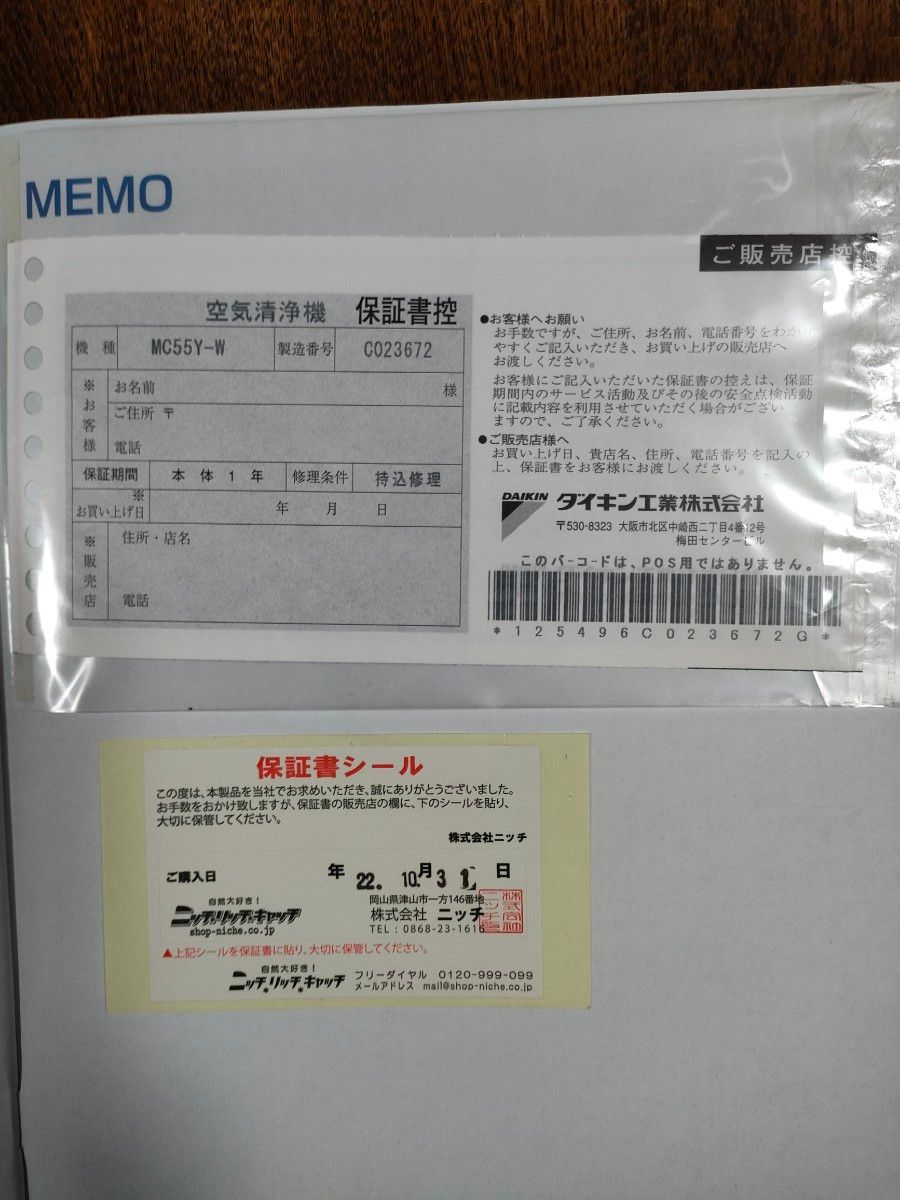 MEMO
ご販売店控
空気清浄機 保証書控
機種 MC55Y-W 製造番号 C023672
※お客様
お名前 様
ご住所 〒
電話
保証期間 本体1年 修理条件 持込修理
※お買い上げ日 年 月 日
※販売店
住所・店名
電話
●お客様へお願い
お手数ですが、ご住所、お名前、電話番号をわかり
やすくご記入いただき、お買い上げの販売店へ
お渡しください。
お客様にご記入いただいた保証書の控えは、保証
期間内のサービス活動及びその後の安全点検活動
に記載内容を利用させていただく場合がござい
ますので、ご了承ください。
●ご販売店様へ
お買い上げ日、貴店名、住所、電話番号を記入の
上、保証書をお客様にお渡しください。
DAIKIN ダイキン工業株式会社
〒530-8323 大阪市北区中崎西二丁目4番12号
梅田センタービル
このバーコードは、POS用ではありません。
*125496C023672G*
保証書シール
この度は、本製品を当社でお求めいただき、誠にありがとうございました。
お手数をおかけ致しますが、保証書の販売店の欄に、下のシールを貼り、
大切に保管してください。
株式会社ニッチ
ご購入日 年 22.10.月31 日
自然大好き!
ニッチ・リッチ・キャッチ
shop-niche.co.jp
岡山県津山市一方146番地
株式会社 ニッチ
TEL:0868-23-1616
▲上記シールを保証書に貼り、大切に保管してください。
自然大好き!
ニッチ・リッチ・キャッチ
フリーダイヤル 0120-999-099
メールアドレス mail@shop-niche.co.jp